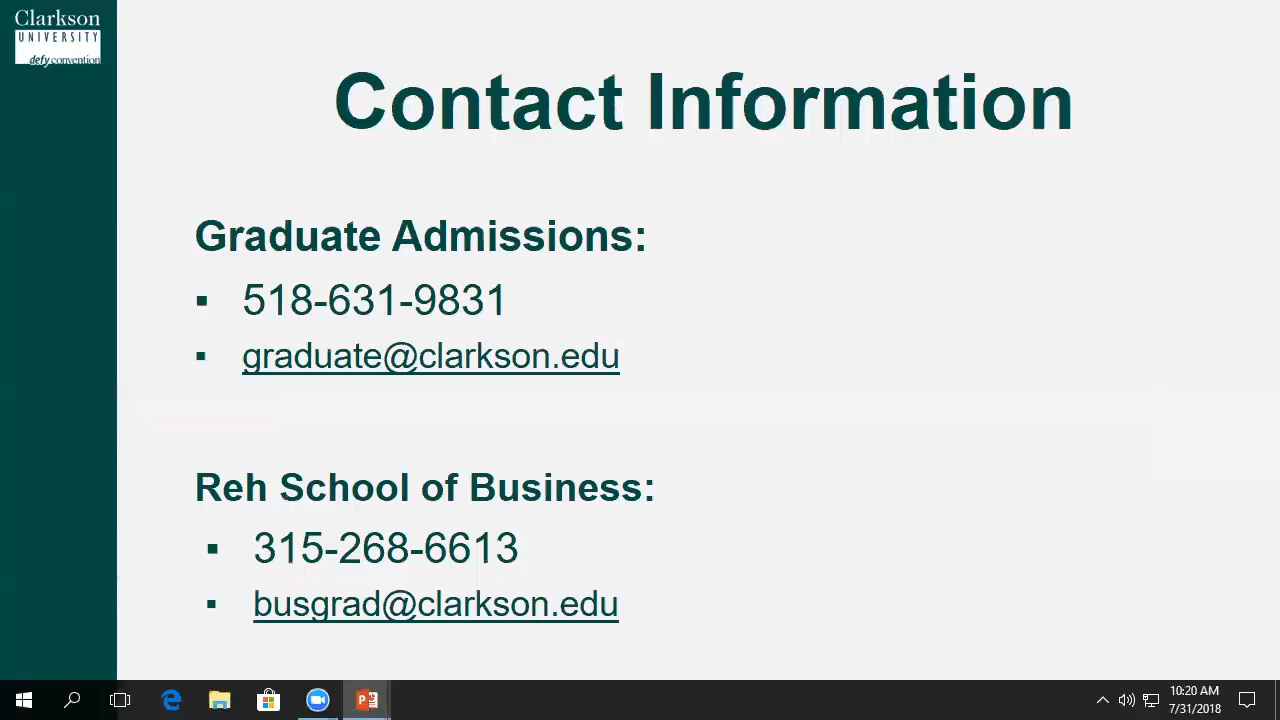 Clarkson
UNIVERSITY
defy convention
Contact Information
Graduate Admissions:
▪ 518-631-9831
▪ graduate@clarkson.edu
Reh School of Business:
▪ 315-268-6613
▪ busgrad@clarkson.edu
10:20 AM
7/31/2018